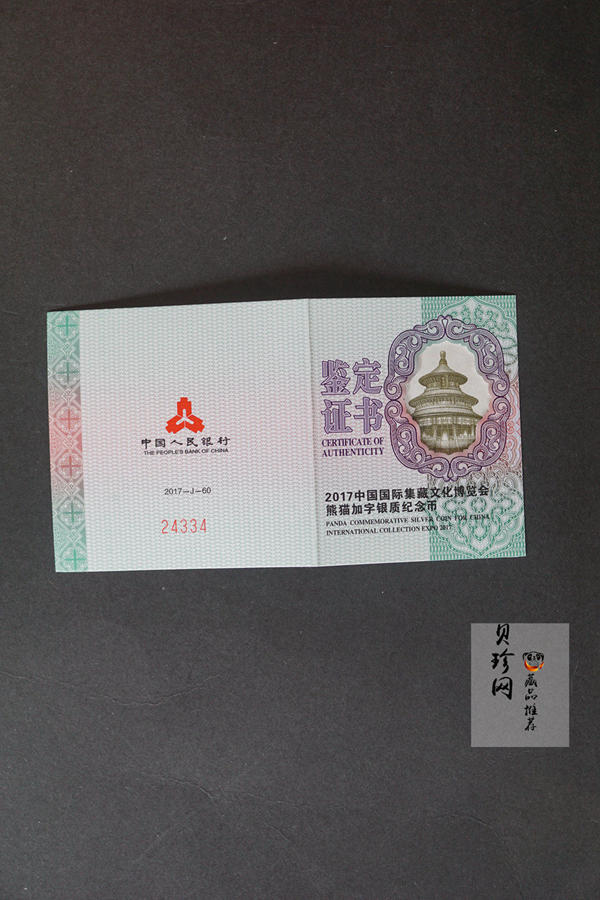 中国人民银行
THE PEOPLE'S BANK OF CHINA
2017-J-60
24334
鉴定
证书
CERTIFICATE OF
AUTHENTICITY
2017中国国际集藏文化博览会
熊猫加字银质纪念币
PANDA COMMEMORATIVE SILVER COIN FOR CHINA
INTERNATIONAL COLLECTION EXPO 2017
贝珍网
藏品推荐